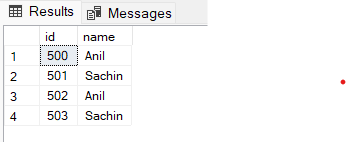 Results Messages
id name
1 500 Anil
2 501 Sachin
3 502 Anil
4 503 Sachin